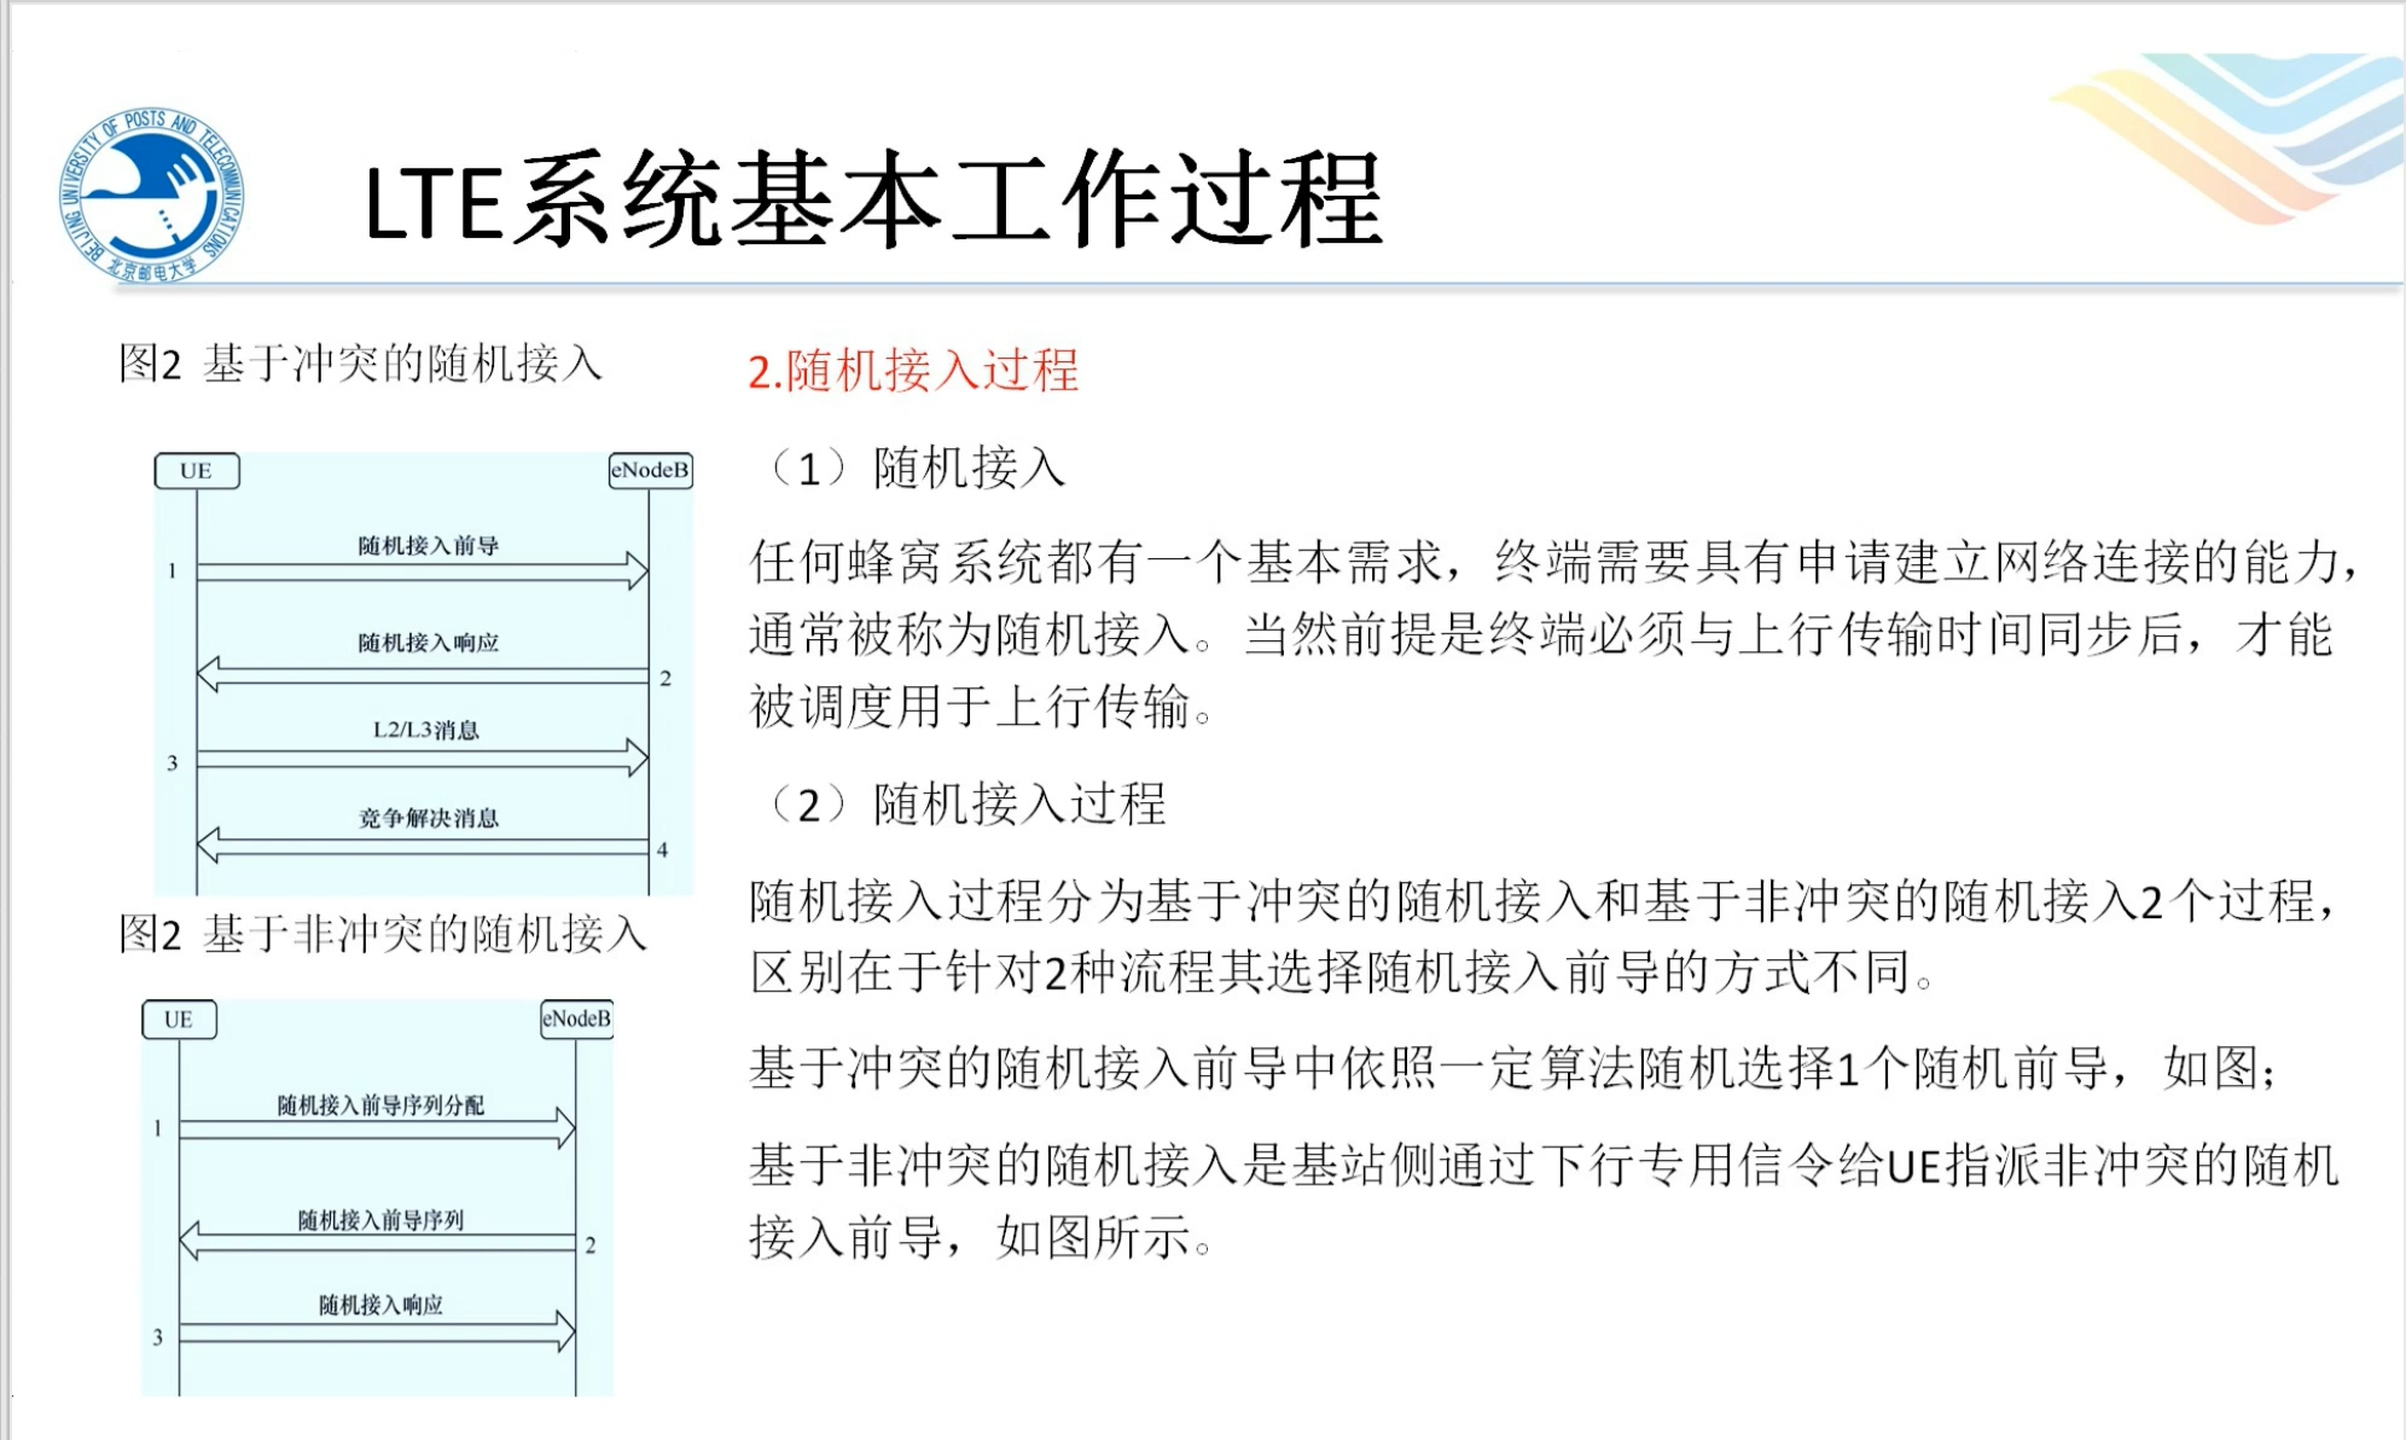 BEIJING UNIVERSITY OF POSTS AND TELECOMMUNICATIONS
北京邮电大学
LTE系统基本工作过程
图2 基于冲突的随机接入
UE
eNodeB
随机接入前导
1
随机接入响应
2
L2/L3消息
3
竞争解决消息
4
图2 基于非冲突的随机接入
UE
eNodeB
随机接入前导序列分配
1
随机接入前导序列
2
随机接入响应
3
2.随机接入过程
（1）随机接入
任何蜂窝系统都有一个基本需求，终端需要具有申请建立网络连接的能力，
通常被称为随机接入。当然前提是终端必须与上行传输时间同步后，才能
被调度用于上行传输。
（2）随机接入过程
随机接入过程分为基于冲突的随机接入和基于非冲突的随机接入2个过程，
区别在于针对2种流程其选择随机接入前导的方式不同。
基于冲突的随机接入前导中依照一定算法随机选择1个随机前导，如图；
基于非冲突的随机接入是基站侧通过下行专用信令给UE指派非冲突的随机
接入前导，如图所示。